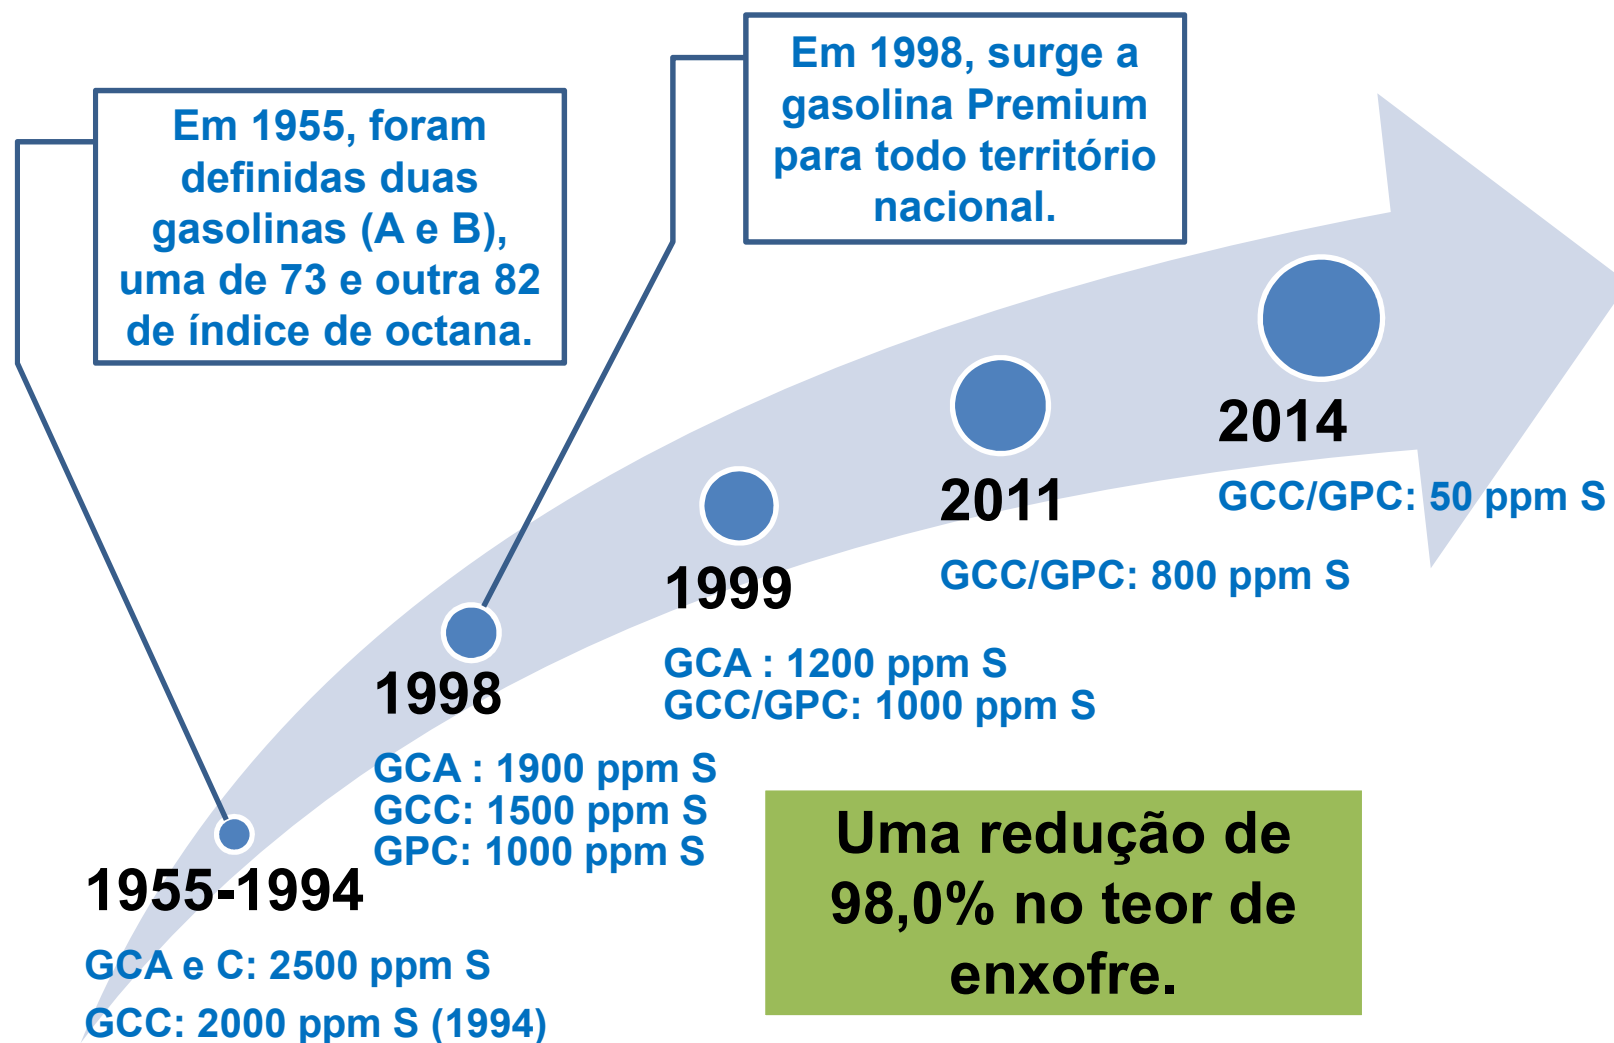 Em 1955, foram
definidas duas
gasolinas (A e B),
uma de 73 e outra 82
de índice de octana.
Em 1998, surge a
gasolina Premium
para todo território
nacional.
1955-1994
GCA e C: 2500 ppm S
GCC: 2000 ppm S (1994)
1998
GCA : 1900 ppm S
GCC: 1500 ppm S
GPC: 1000 ppm S
1999
GCA : 1200 ppm S
GCC/GPC: 1000 ppm S
2011
GCC/GPC: 800 ppm S
2014
GCC/GPC: 50 ppm S
Uma redução de
98,0% no teor de
enxofre.